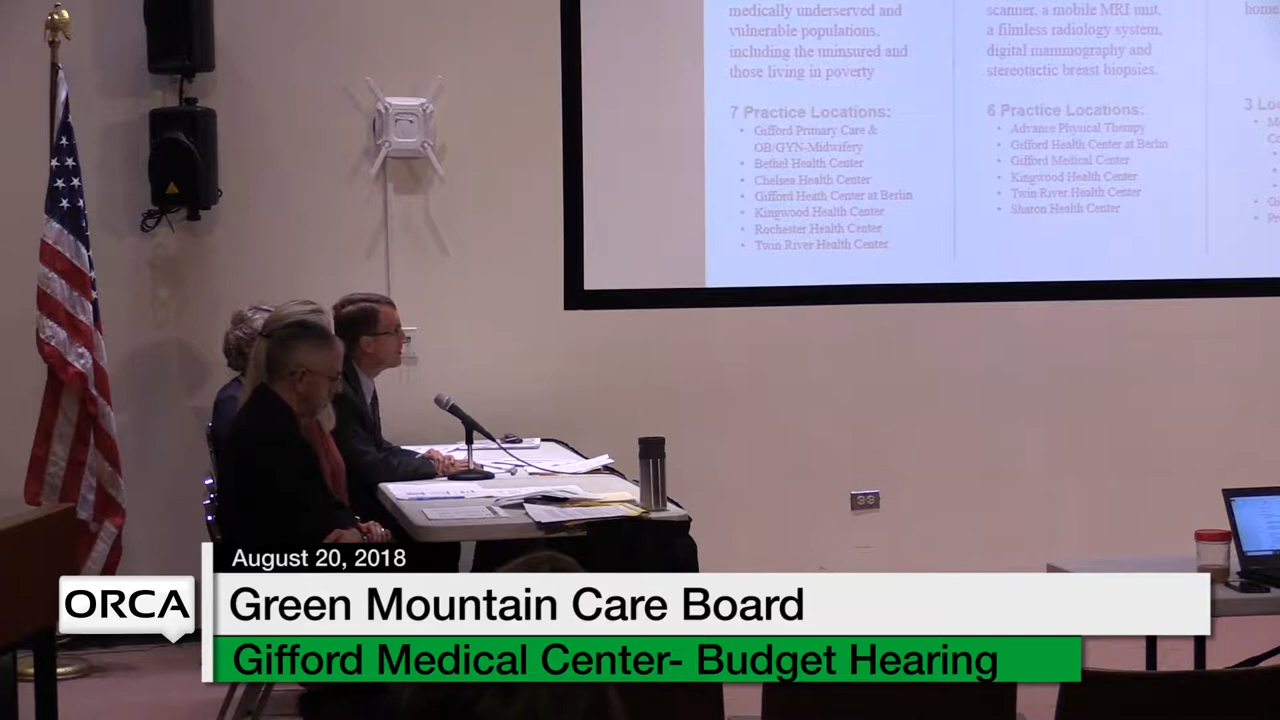 medically underserved and
vulnerable populations,
including the uninsured and
those living in poverty
7 Practice Locations:
• Gifford Primary Care &
OB/GYN-Midwifery
• Bethel Health Center
• Chelsea Health Center
• Gifford Heath Center at Berlin
• Kingwood Health Center
• Rochester Health Center
• Twin River Health Center
scanner, a mobile MRI unit,
a filmless radiology system,
digital mammography and
stereotactic breast biopsies.
6 Practice Locations:
• Advance Physical Therapy
• Gifford Health Center at Berlin
• Gifford Medical Center
• Kingwood Health Center
• Twin River Health Center
• Sharon Health Center
home
3 Lo
August 20, 2018
ORCA
Green Mountain Care Board
Gifford Medical Center- Budget Hearing